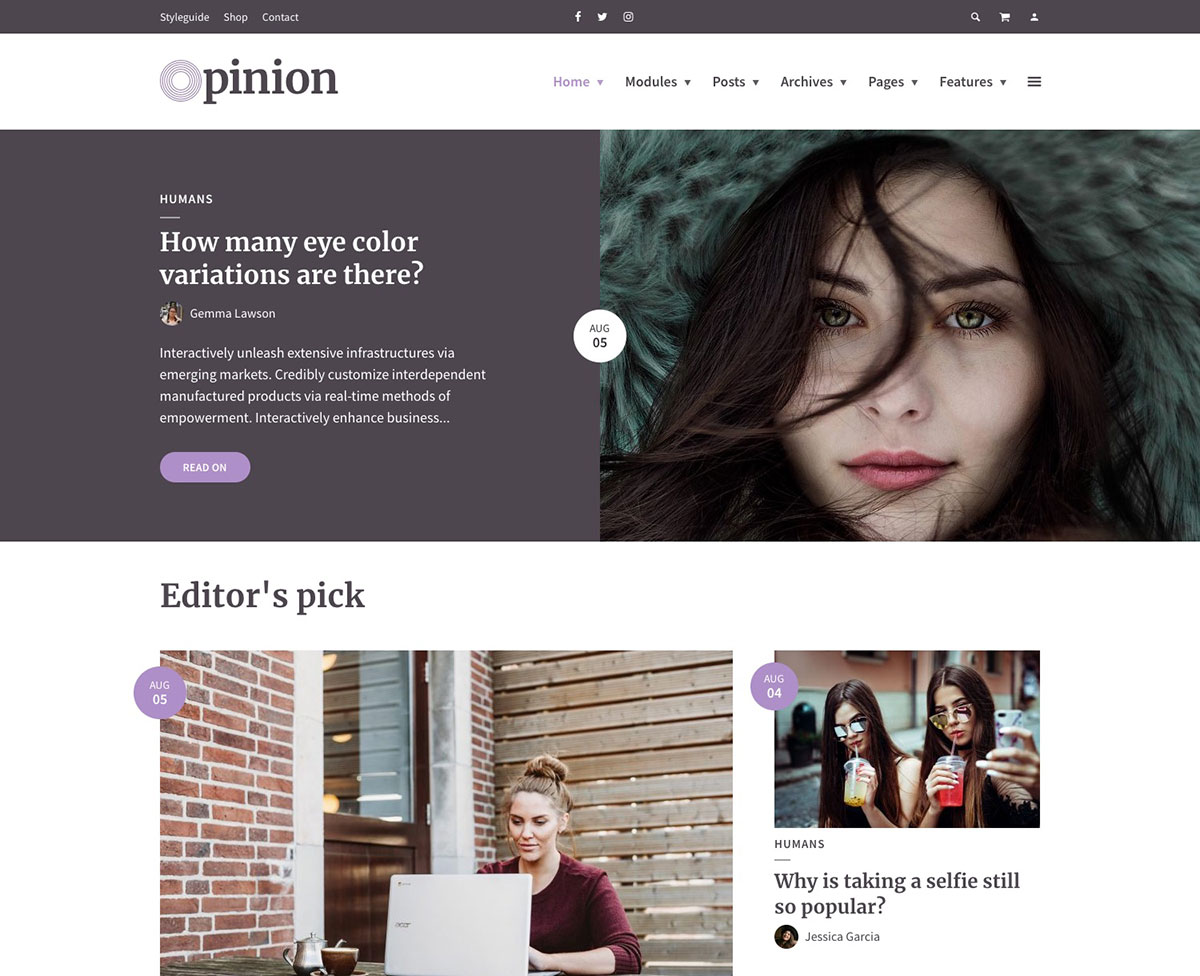 Styleguide Shop Contact
Opinion
Home Modules Posts Archives Pages Features
HUMANS
How many eye color
variations are there?
Gemma Lawson
Interactively unleash extensive infrastructures via
emerging markets. Credibly customize interdependent
manufactured products via real-time methods of
empowerment. Interactively enhance business...
READ ON
AUG
05
Editor's pick
AUG
05
acer
AUG
04
HUMANS
Why is taking a selfie still
so popular?
Jessica Garcia